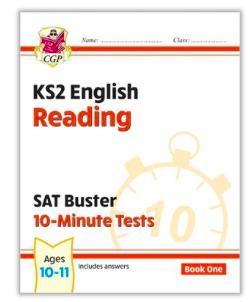 Name: Class:
CGP
KS2 English
Reading
10
SAT Buster
10-Minute Tests
Ages
10-11
Includes answers
Book One